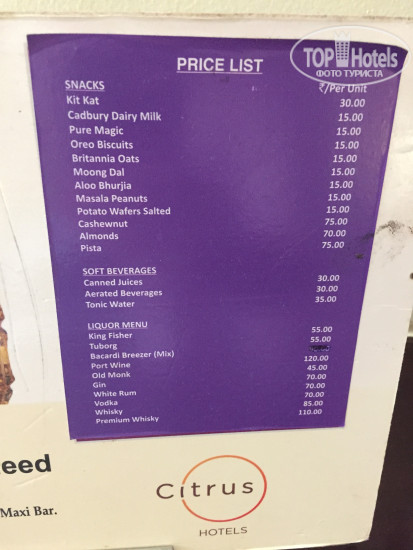 TOP Hotels
ФОТО ТУРИСТА
PRICE LIST
SNACKS ₹/Per Unit
Kit Kat 30.00
Cadbury Dairy Milk 15.00
Pure Magic 15.00
Oreo Biscuits 15.00
Britannia Oats 15.00
Moong Dal 15.00
Aloo Bhurjia 15.00
Masala Peanuts 15.00
Potato Wafers Salted 15.00
Cashewnut 75.00
Almonds 70.00
Pista 75.00
SOFT BEVERAGES
Canned Juices 30.00
Aerated Beverages 30.00
Tonic Water 35.00
LIQUOR MENU
King Fisher 55.00
Tuborg 55.00
Bacardi Breezer (Mix)
Port Wine 120.00
Old Monk 45.00
Gin 70.00
White Rum 70.00
Vodka 70.00
Whisky 85.00
Premium Whisky 110.00
eed
Maxi Bar.
Citrus
HOTELS